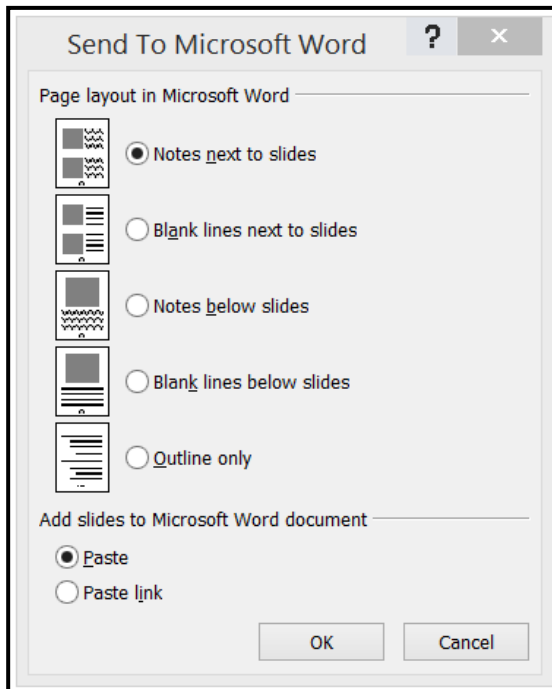 Send To Microsoft Word ? ×
Page layout in Microsoft Word
Notes next to slides
Blank lines next to slides
Notes below slides
Blank lines below slides
Outline only
Add slides to Microsoft Word document
Paste
Paste link
OK Cancel